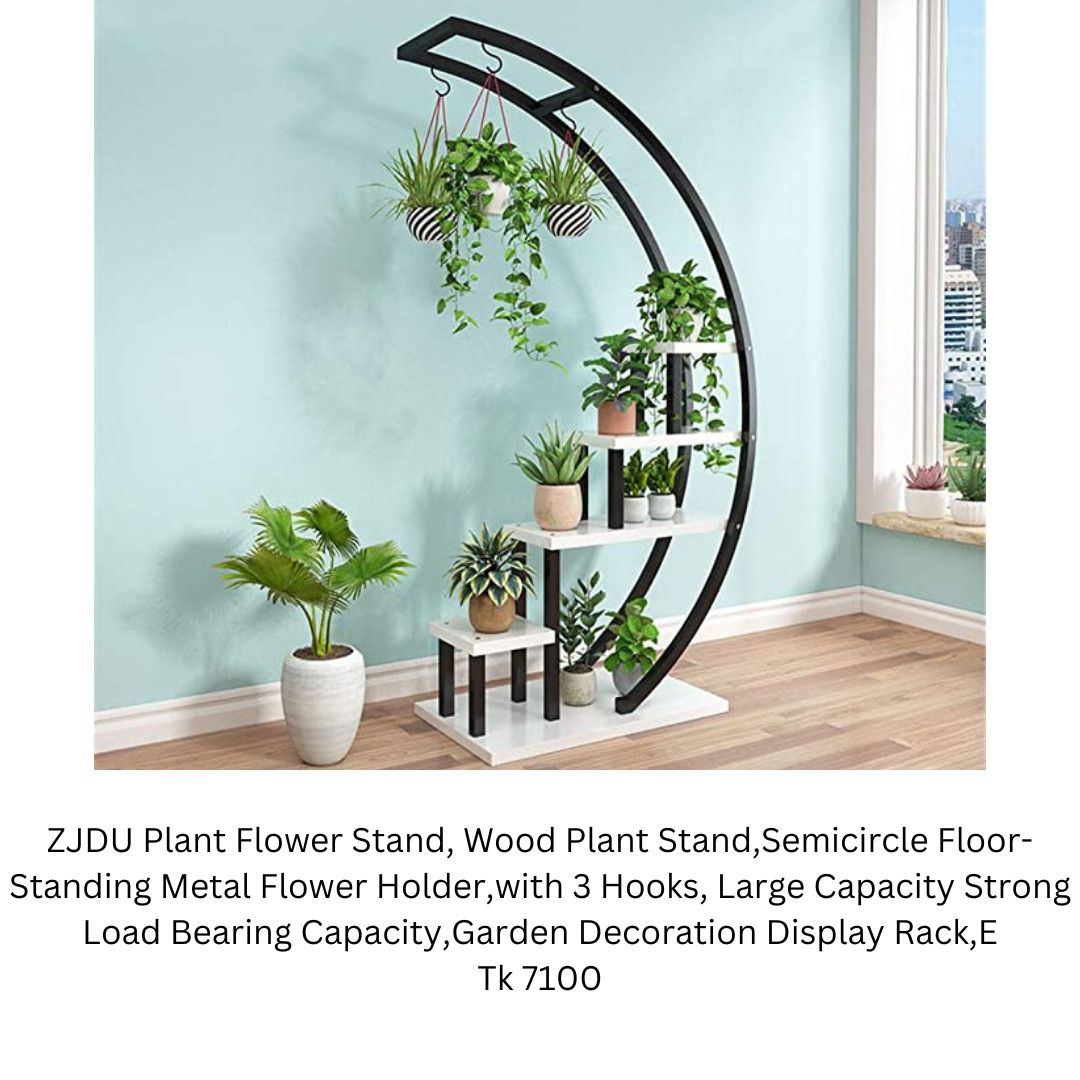 ZJDU Plant Flower Stand, Wood Plant Stand,Semicircle Floor-
Standing Metal Flower Holder,with 3 Hooks, Large Capacity Strong
Load Bearing Capacity,Garden Decoration Display Rack,E
Tk 7100